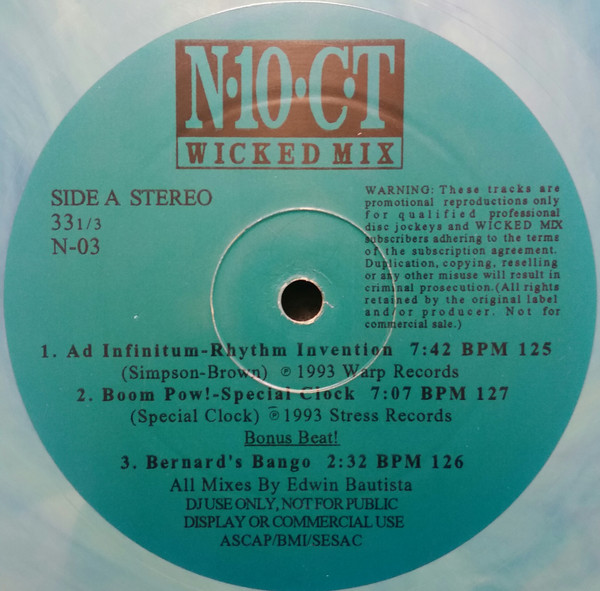 N·10·C·T
WICKED MIX
SIDE A STEREO
33 1/3
N-03
WARNING: These tracks are
promotional reproductions only
for qualified professional
disc jockeys and WICKED MIX
subscribers adhering to the terms
of the subscription agreement.
Duplication, copying, reselling
or any other misuse will result in
criminal prosecution.(All rights
retained by the original label
and/or producer. Not for
commercial sale.)
1. Ad Infinitum-Rhythm Invention 7:42 BPM 125
(Simpson-Brown) ℗ 1993 Warp Records
2. Boom Pow!-Special Clock 7:07 BPM 127
(Special Clock) ℗ 1993 Stress Records
Bonus Beat!
3. Bernard's Bango 2:32 BPM 126
All Mixes By Edwin Bautista
DJ USE ONLY, NOT FOR PUBLIC
DISPLAY OR COMMERCIAL USE
ASCAP/BMI/SESAC